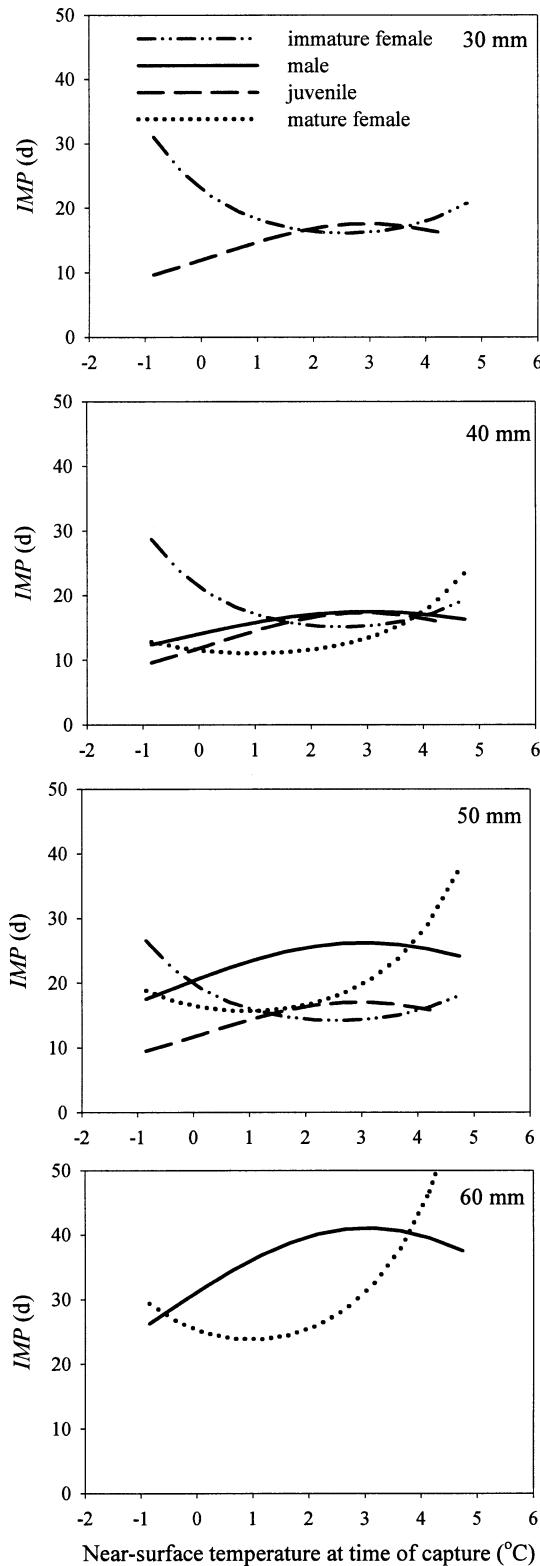 50
40
30
20
10
0
IMP (d)
immature female
male
juvenile
mature female
30 mm
-2 -1 0 1 2 3 4 5 6
50
40
30
20
10
0
IMP (d)
40 mm
-2 -1 0 1 2 3 4 5 6
50
40
30
20
10
0
IMP (d)
50 mm
-2 -1 0 1 2 3 4 5 6
50
40
30
20
10
0
IMP (d)
60 mm
-2 -1 0 1 2 3 4 5 6
Near-surface temperature at time of capture (°C)